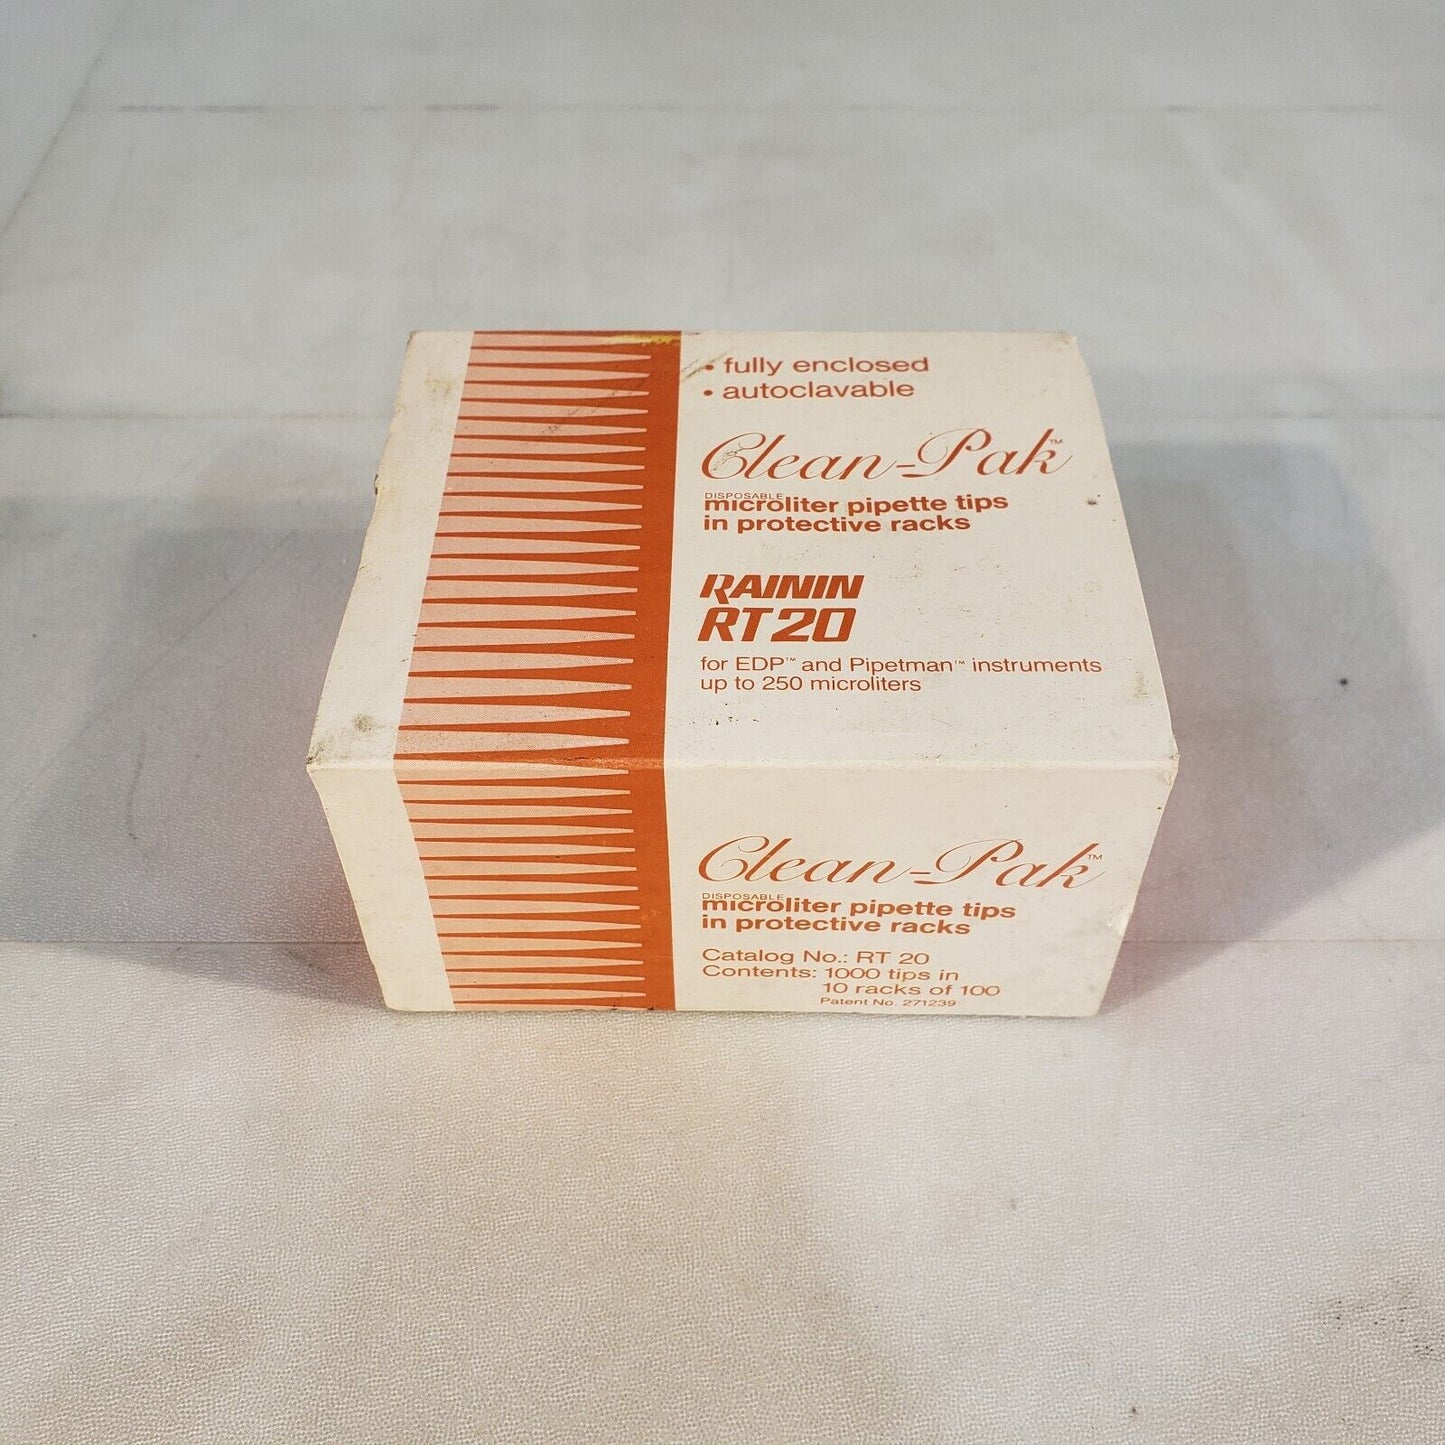 • fully enclosed
• autoclavable
Clean-Pak™
DISPOSABLE
microliter pipette tips
in protective racks
RAININ
RT20
for EDP™ and Pipetman™ instruments
up to 250 microliters
Clean-Pak™
DISPOSABLE
microliter pipette tips
in protective racks
Catalog No.: RT 20
Contents: 1000 tips in
10 racks of 100
Patent No. 271239